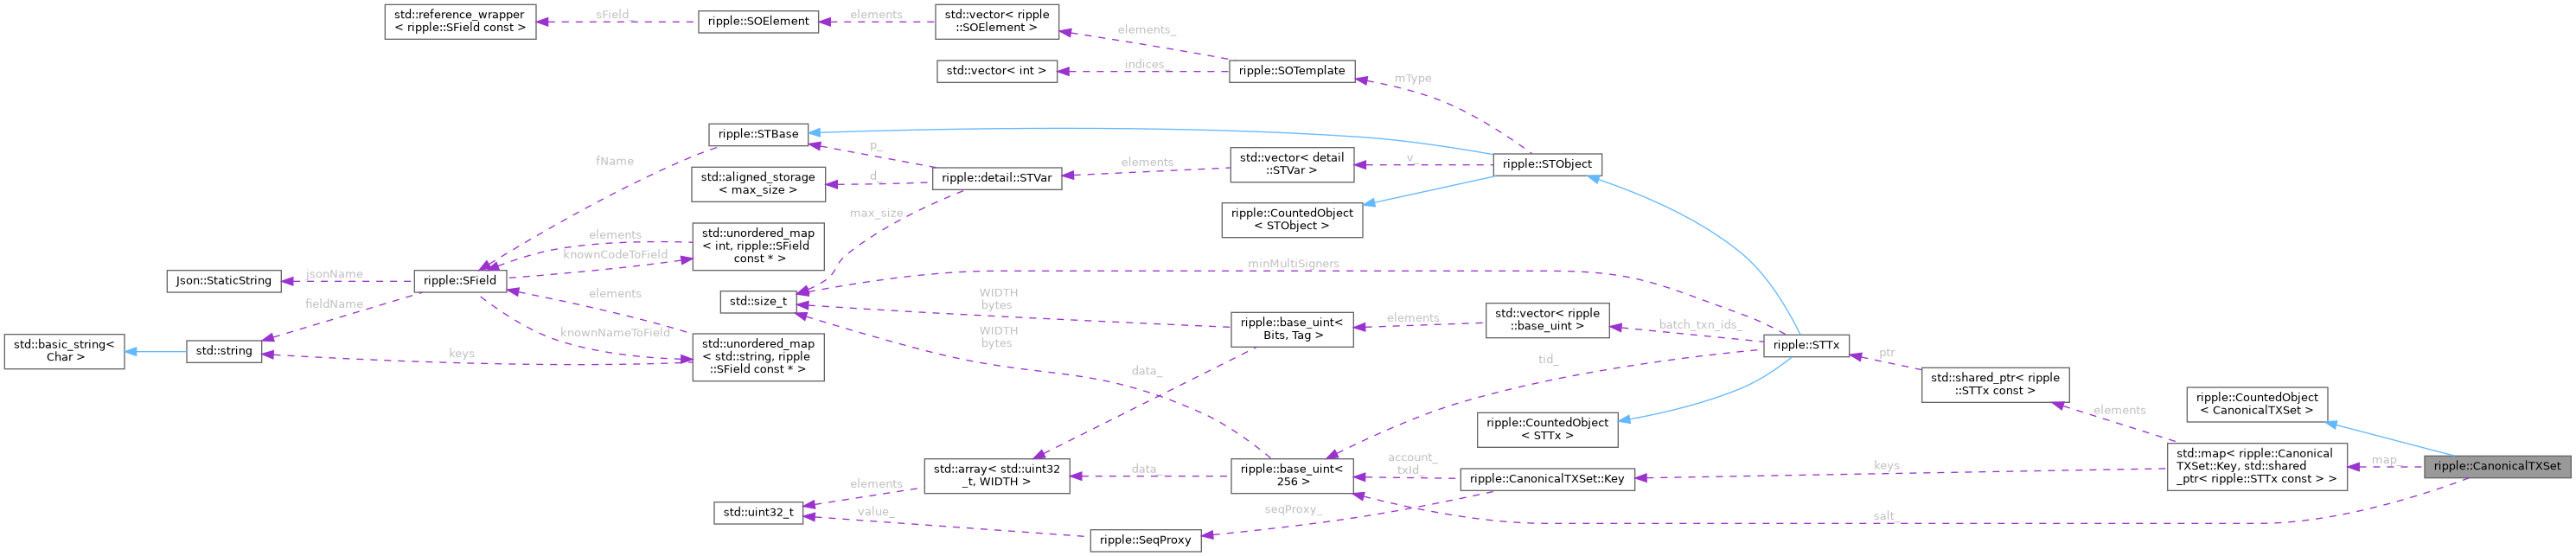 std::reference_wrapper
< ripple::SField const >
sField_
ripple::SOElement
elements
std::vector< ripple
::SOElement >
elements_
std::vector< int >
indices_
ripple::SOTemplate
mType
ripple::STBase
p_
std::aligned_storage
< max_size >
d_
ripple::detail::STVar
elements
std::vector< detail
::STVar >
v_
ripple::STObject
fName
max_size
ripple::CountedObject
< STObject >
std::unordered_map
< int, ripple::SField
const * >
elements
knownCodeToField
Json::StaticString
jsonName
ripple::SField
fieldName
elements
knownNameToField
std::size_t
minMultiSigners
WIDTH
bytes
WIDTH
bytes
ripple::base_uint<
Bits, Tag >
elements
std::vector< ripple
::base_uint >
batch_txn_ids_
ripple::STTx
std::basic_string<
Char >
std::string
keys
std::unordered_map
< std::string, ripple
::SField const * >
data_
tid_
ptr
std::shared_ptr< ripple
::STTx const >
elements
ripple::CountedObject
< CanonicalTXSet >
ripple::CountedObject
< STTx >
std::array< std::uint32
_t, WIDTH >
data_
ripple::base_uint<
256 >
account_
txId_
ripple::CanonicalTXSet::Key
keys
std::map< ripple::Canonical
TXSet::Key, std::shared
_ptr< ripple::STTx const > >
map_
ripple::CanonicalTXSet
elements
std::uint32_t
value_
ripple::SeqProxy
seqProxy_
salt_